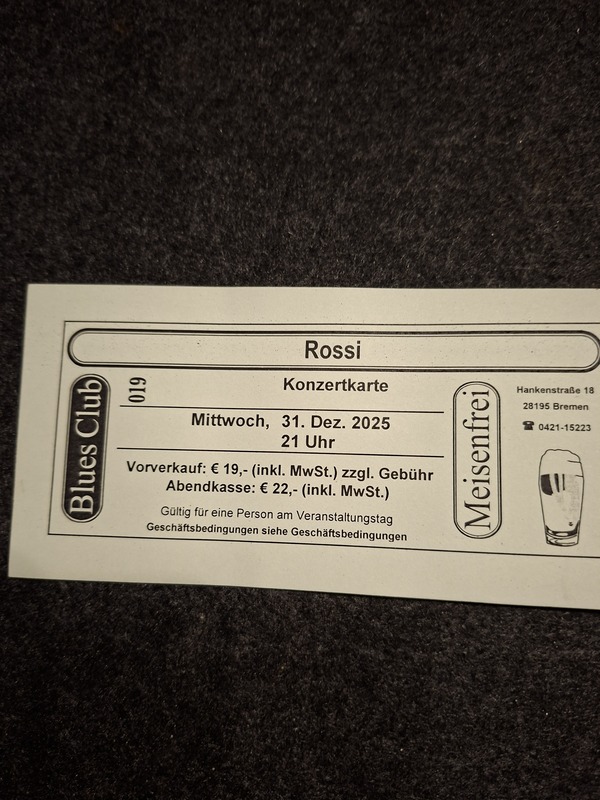 Rossi
Blues Club
019
Konzertkarte
Mittwoch, 31. Dez. 2025
21 Uhr
Vorverkauf: € 19,- (inkl. MwSt.) zzgl. Gebühr
Abendkasse: € 22,- (inkl. MwSt.)
Gültig für eine Person am Veranstaltungstag
Geschäftsbedingungen siehe Geschäftsbedingungen
Meisenfrei
Hankenstraße 18
28195 Bremen
☎ 0421-15223